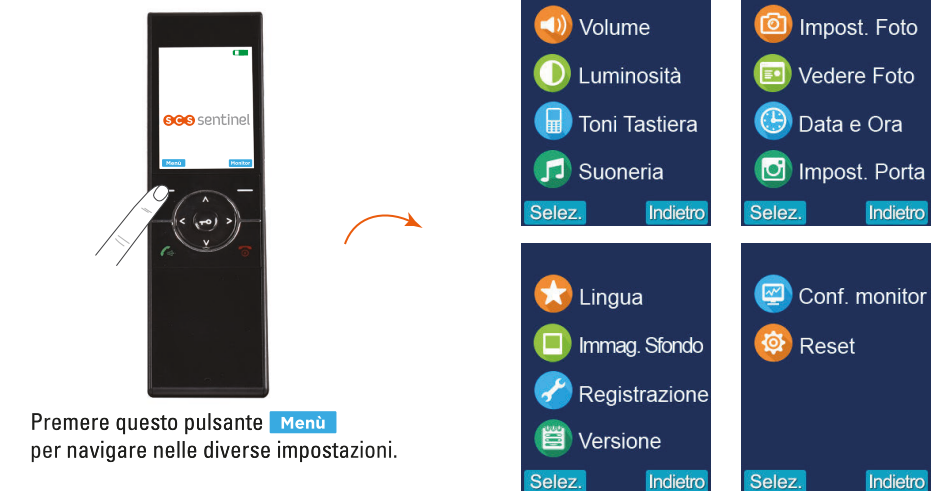 SCS sentinel
Menù
Monitor
Premere questo pulsante Menù
per navigare nelle diverse impostazioni.
Volume
Luminosità
Toni Tastiera
Suoneria
Selez. Indietro
Impost. Foto
Vedere Foto
Data e Ora
Impost. Porta
Selez. Indietro
Lingua
Immag. Sfondo
Registrazione
Versione
Selez. Indietro
Conf. monitor
Reset
Selez. Indietro